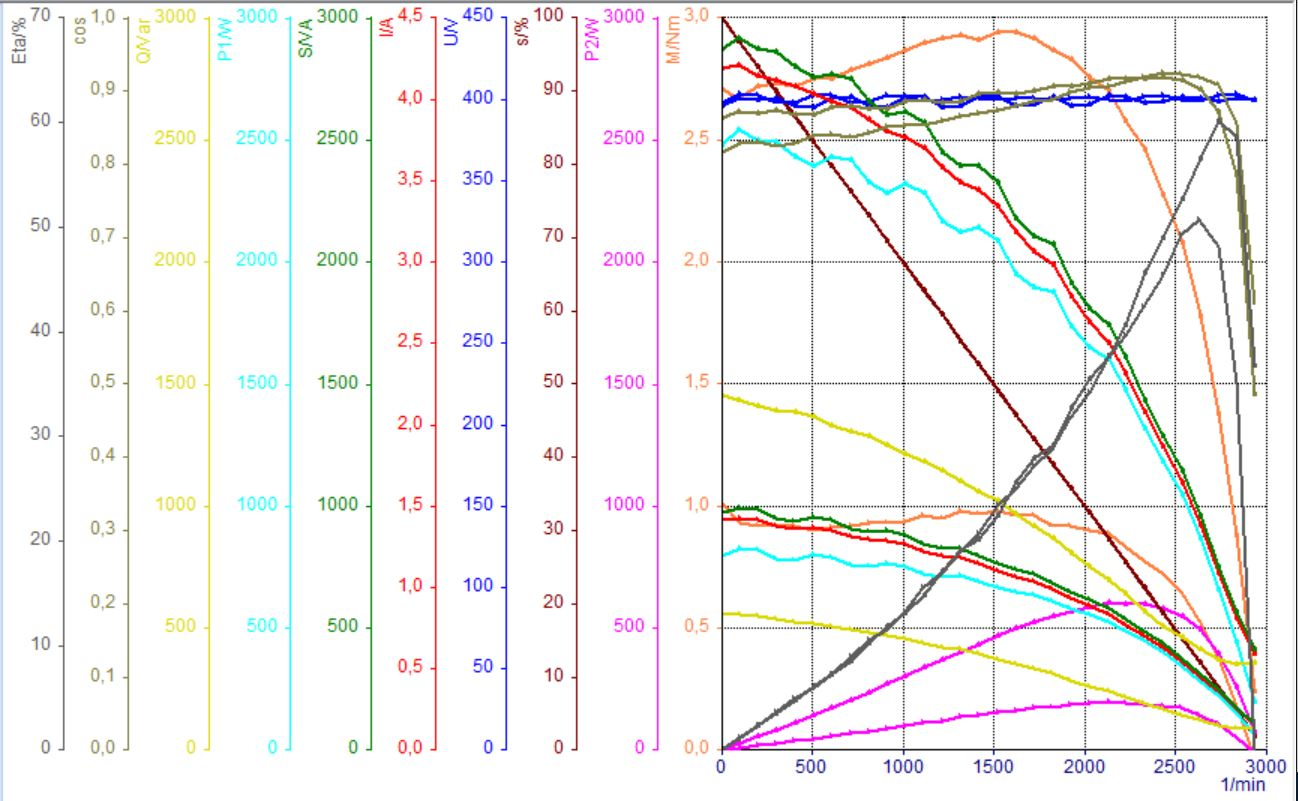 Eta/% cos Q/Var P1/W S/VA I/A U/V s/% P2/W M/Nm
70 1,0 3000 3000 3000 4,5 450 100 3000 3,0
60 0,9 2500 2500 2500 4,0 400 90 2500 2,5
50 0,8 2000 2000 2000 3,5 350 80 2000 2,0
40 0,7 1500 1500 1500 3,0 300 70 1500 1,5
30 0,6 1000 1000 1000 2,5 250 60 1000 1,0
20 0,5 500 500 500 2,0 200 50 500 0,5
10 0,4 0 0 0 1,5 150 40 0 0,0
0 0,3 1,0 100 30
0,2 0,5 50 20
0,1 0,0 0 10
0,0 0
0 500 1000 1500 2000 2500 3000
1/min